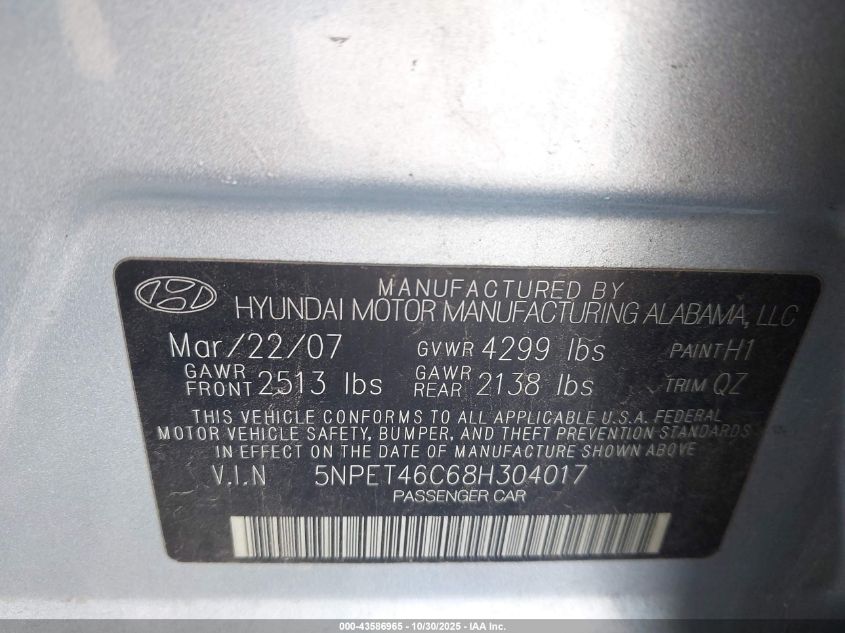 MANUFACTURED BY
HYUNDAI MOTOR MANUFACTURING ALABAMA, LLC
Mar/22/07 GVWR 4299 lbs PAINT H1
GAWR FRONT 2513 lbs GAWR REAR 2138 lbs TRIM QZ
THIS VEHICLE CONFORMS TO ALL APPLICABLE U.S.A. FEDERAL
MOTOR VEHICLE SAFETY, BUMPER, AND THEFT PREVENTION STANDARDS
IN EFFECT ON THE DATE OF MANUFACTURE SHOWN ABOVE
V.I.N 5NPET46C68H304017
PASSENGER CAR
000-43586965 - 10/30/2025 - IAA Inc.